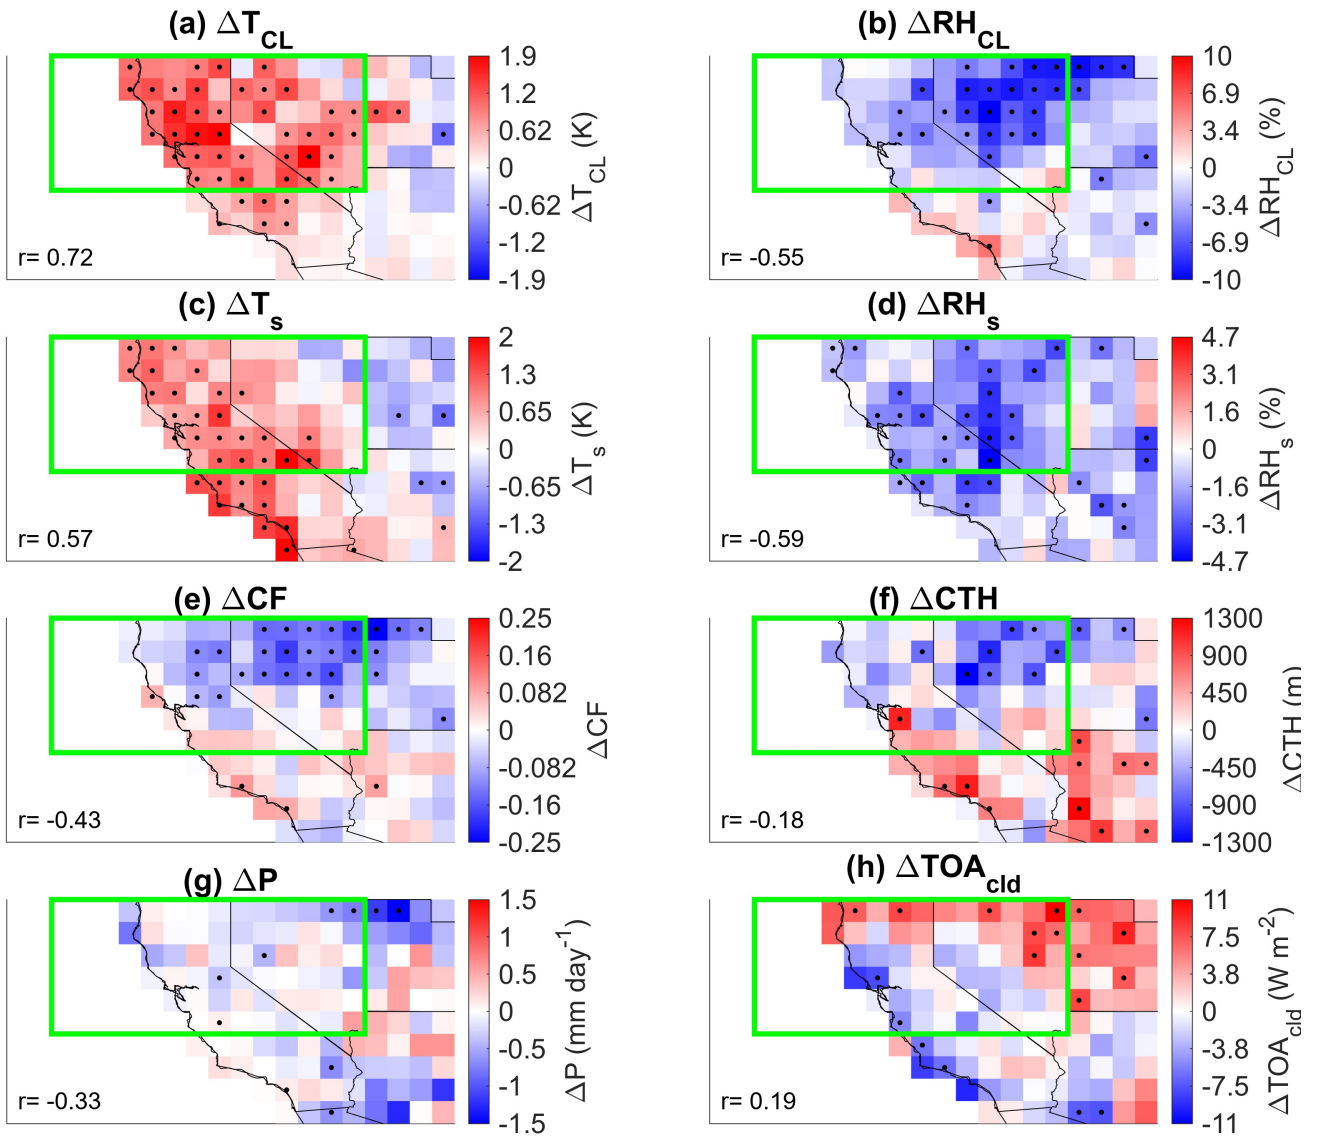 (a) ΔT_CL
1.9
1.2
0.62
0
-0.62
-1.2
-1.9
ΔT_CL (K)
r= 0.72
(b) ΔRH_CL
10
6.9
3.4
0
-3.4
-6.9
-10
ΔRH_CL (%)
r= -0.55
(c) ΔT_s
2
1.3
0.65
0
-0.65
-1.3
-2
ΔT_s (K)
r= 0.57
(d) ΔRH_s
4.7
3.1
1.6
0
-1.6
-3.1
-4.7
ΔRH_s (%)
r= -0.59
(e) ΔCF
0.25
0.16
0.082
0
-0.082
-0.16
-0.25
ΔCF
r= -0.43
(f) ΔCTH
1300
900
450
0
-450
-900
-1300
ΔCTH (m)
r= -0.18
(g) ΔP
1.5
1
0.5
0
-0.5
-1
-1.5
ΔP (mm day⁻¹)
r= -0.33
(h) ΔTOA_cld
11
7.5
3.8
0
-3.8
-7.5
-11
ΔTOA_cld (W m⁻²)
r= 0.19